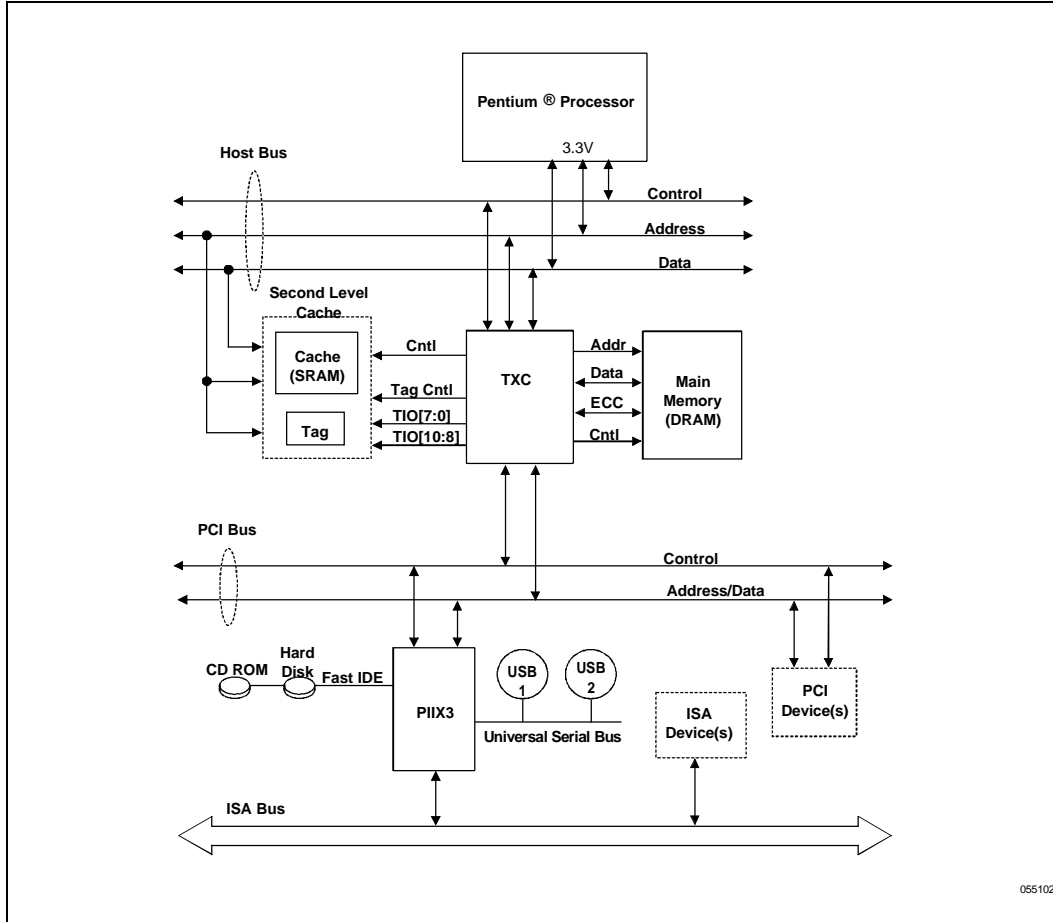 Pentium ® Processor
3.3V
Host Bus
Control
Address
Data
Second Level
Cache
Cache
(SRAM)
Tag
Cntl
Tag Cntl
TIO[7:0]
TIO[10:8]
TXC
Addr
Data
ECC
Cntl
Main
Memory
(DRAM)
PCI Bus
Control
Address/Data
CD ROM
Hard
Disk
Fast IDE
PIIX3
USB
1
USB
2
Universal Serial Bus
ISA
Device(s)
PCI
Device(s)
ISA Bus
055102